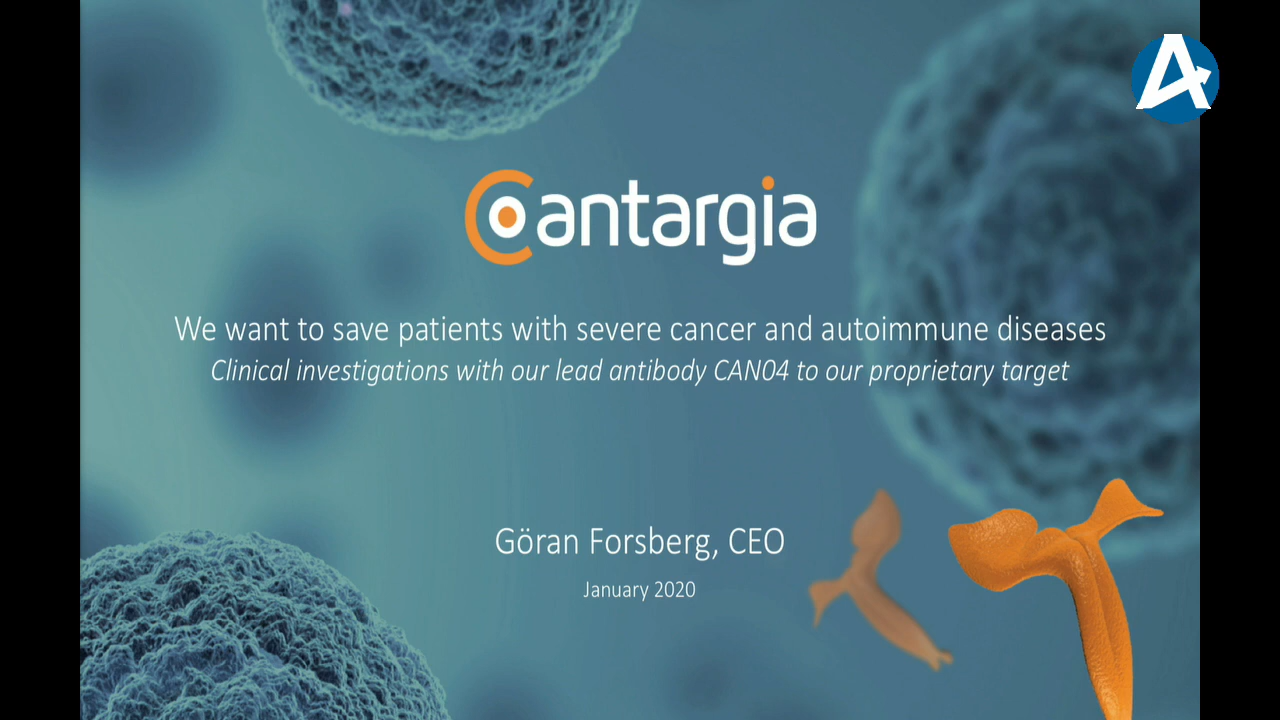 Cantargia
We want to save patients with severe cancer and autoimmune diseases
Clinical investigations with our lead antibody CAN04 to our proprietary target
Göran Forsberg, CEO
January 2020